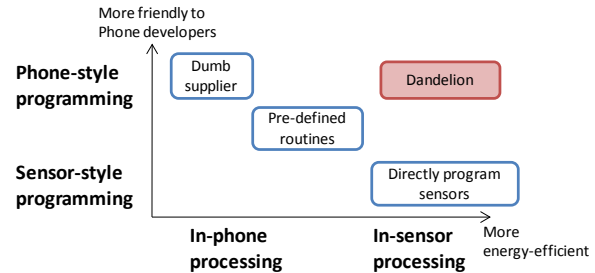 More friendly to
Phone developers
Phone-style
programming
Dumb
supplier
Dandelion
Pre-defined
routines
Sensor-style
programming
Directly program
sensors
In-phone
processing
In-sensor
processing
More
energy-efficient